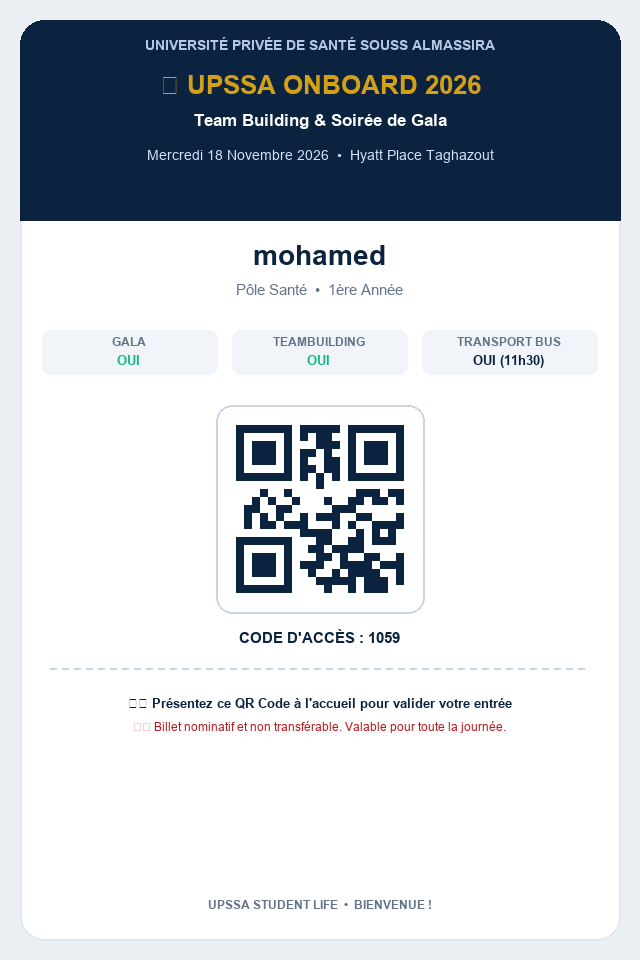 UNIVERSITÉ PRIVÉE DE SANTÉ SOUSS ALMASSIRA
UPSSA ONBOARD 2026
Team Building & Soirée de Gala
Mercredi 18 Novembre 2026 • Hyatt Place Taghazout
mohamed
Pôle Santé • 1ère Année
GALA
OUI
TEAMBUILDING
OUI
TRANSPORT BUS
OUI (11h30)
CODE D'ACCÈS : 1059
Présentez ce QR Code à l'accueil pour valider votre entrée
Billet nominatif et non transférable. Valable pour toute la journée.
UPSSA STUDENT LIFE • BIENVENUE !